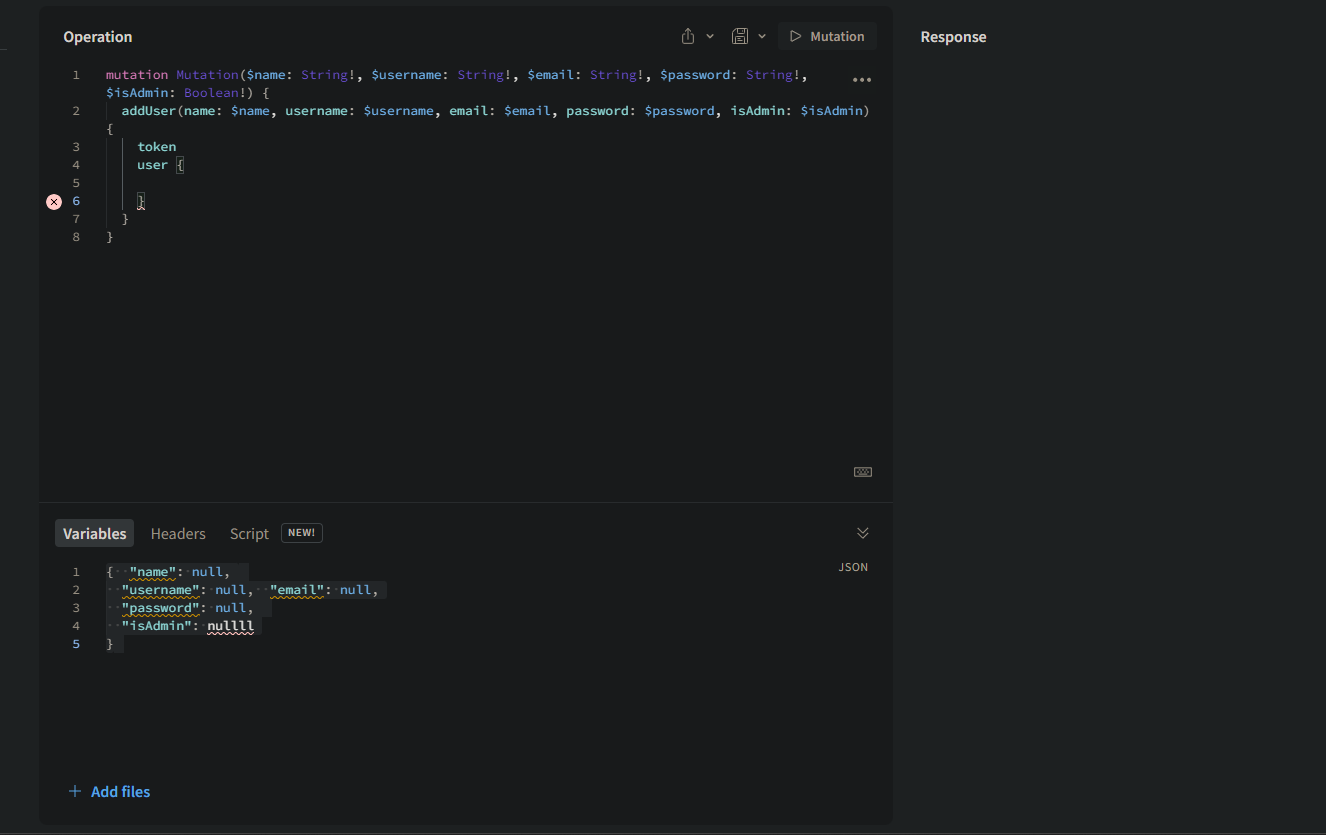 Operation
Mutation
Response
1 mutation Mutation($name: String!, $username: String!, $email: String!, $password: String!,
$isAdmin: Boolean!) {
2 addUser(name: $name, username: $username, email: $email, password: $password, isAdmin: $isAdmin)
{
3 token
4 user {
5
6 }
7 }
8 }
Variables Headers Script NEW!
JSON
1 { "name": null,
2 "username": null, "email": null,
3 "password": null,
4 "isAdmin": nullll
5 }
+ Add files